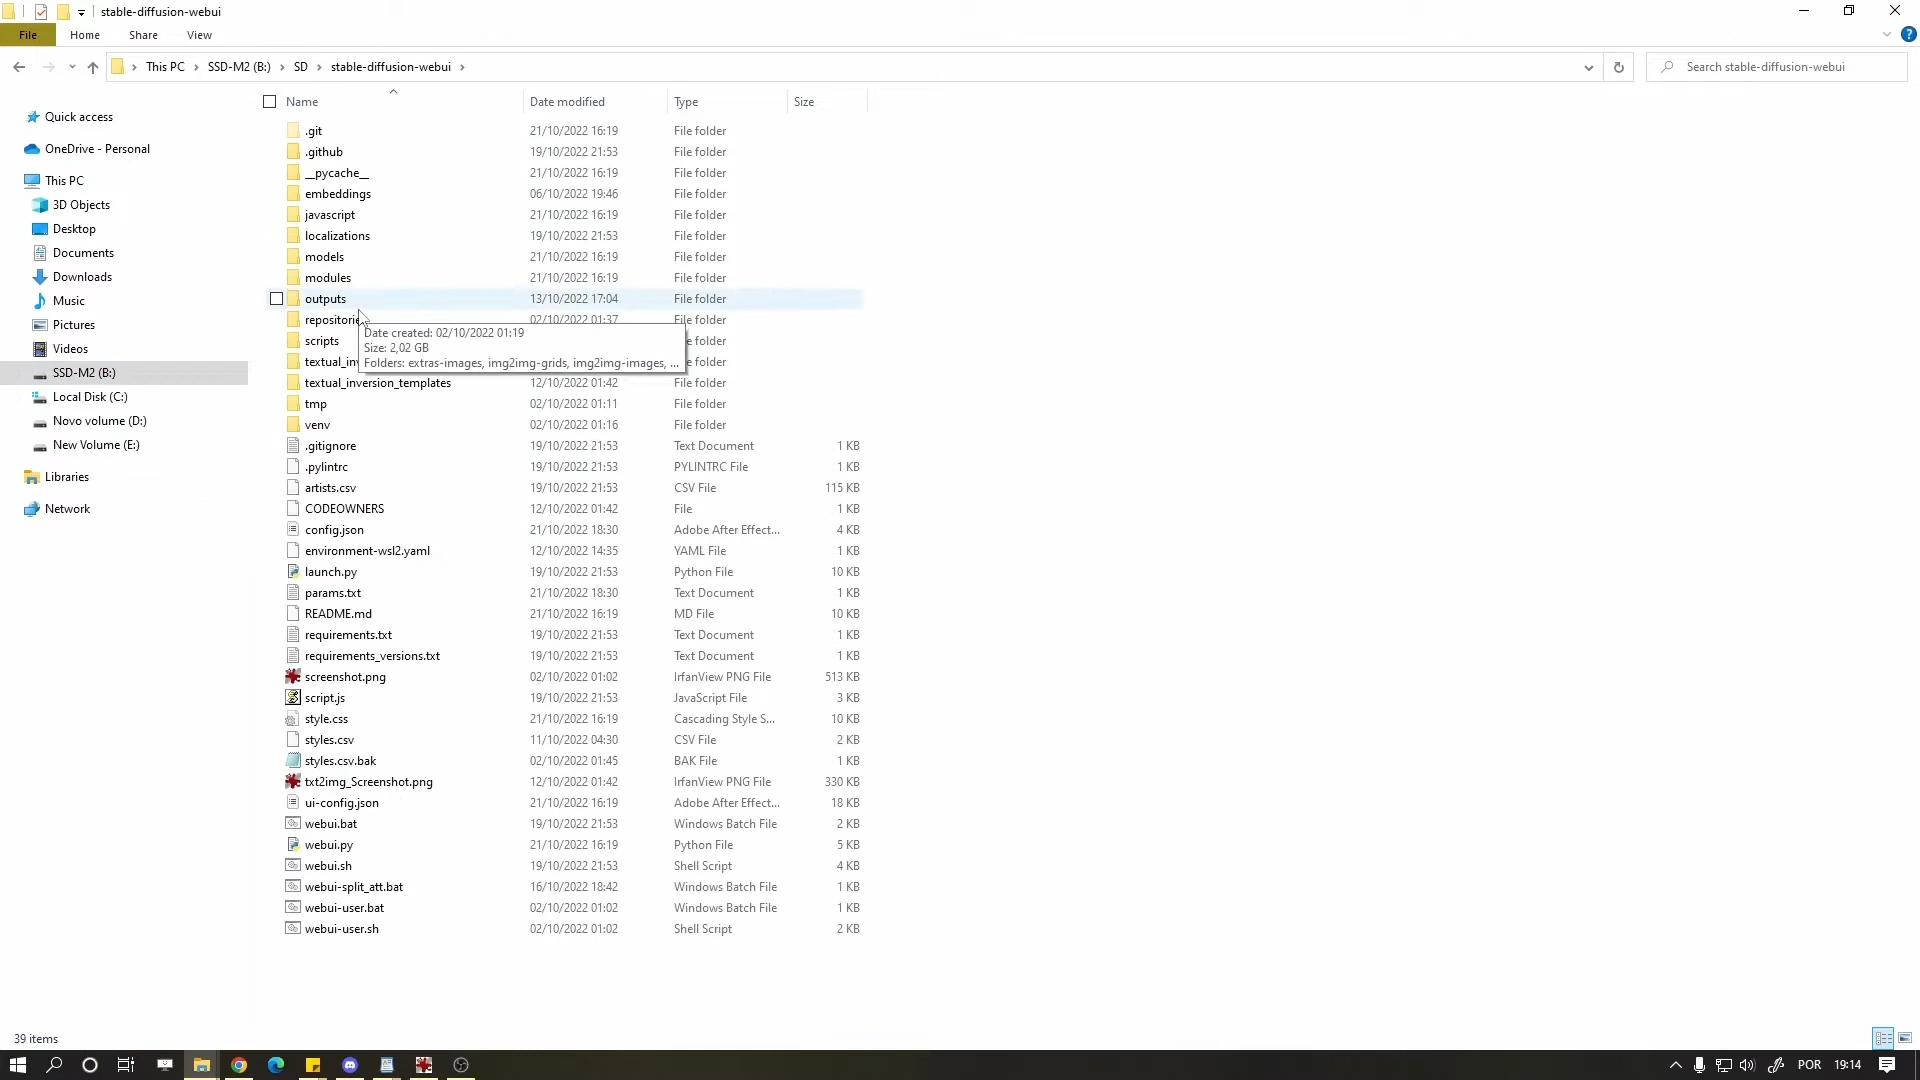 stable-diffusion-webui
File Home Share View
This PC SSD-M2 (B:) SD stable-diffusion-webui
Search stable-diffusion-webui
Name Date modified Type Size
Quick access
OneDrive - Personal
This PC
3D Objects
Desktop
Documents
Downloads
Music
Pictures
Videos
SSD-M2 (B:)
Local Disk (C:)
Novo volume (D:)
New Volume (E:)
Libraries
Network
.git 21/10/2022 16:19 File folder
.github 19/10/2022 21:53 File folder
__pycache__ 21/10/2022 16:19 File folder
embeddings 06/10/2022 19:46 File folder
javascript 21/10/2022 16:19 File folder
localizations 19/10/2022 21:53 File folder
models 21/10/2022 16:19 File folder
modules 21/10/2022 16:19 File folder
outputs 13/10/2022 17:04 File folder
repositorie 02/10/2022 01:37 File folder
scripts
textual_inv
Date created: 02/10/2022 01:19
Size: 2,02 GB
Folders: extras-images, img2img-grids, img2img-images, ...
textual_inversion_templates 12/10/2022 01:42 File folder
tmp 02/10/2022 01:11 File folder
venv 02/10/2022 01:16 File folder
.gitignore 19/10/2022 21:53 Text Document 1 KB
.pylintrc 19/10/2022 21:53 PYLINTRC File 1 KB
artists.csv 19/10/2022 21:53 CSV File 115 KB
CODEOWNERS 12/10/2022 01:42 File 1 KB
config.json 21/10/2022 18:30 Adobe After Effect... 4 KB
environment-wsl2.yaml 12/10/2022 14:35 YAML File 1 KB
launch.py 19/10/2022 21:53 Python File 10 KB
params.txt 21/10/2022 18:30 Text Document 1 KB
README.md 21/10/2022 16:19 MD File 10 KB
requirements.txt 19/10/2022 21:53 Text Document 1 KB
requirements_versions.txt 19/10/2022 21:53 Text Document 1 KB
screenshot.png 02/10/2022 01:02 IrfanView PNG File 513 KB
script.js 19/10/2022 21:53 JavaScript File 3 KB
style.css 21/10/2022 16:19 Cascading Style S... 10 KB
styles.csv 11/10/2022 04:30 CSV File 2 KB
styles.csv.bak 02/10/2022 01:45 BAK File 1 KB
txt2img_Screenshot.png 12/10/2022 01:42 IrfanView PNG File 330 KB
ui-config.json 21/10/2022 16:19 Adobe After Effect... 18 KB
webui.bat 19/10/2022 21:53 Windows Batch File 2 KB
webui.py 21/10/2022 16:19 Python File 5 KB
webui.sh 19/10/2022 21:53 Shell Script 4 KB
webui-split_att.bat 16/10/2022 18:42 Windows Batch File 1 KB
webui-user.bat 02/10/2022 01:02 Windows Batch File 1 KB
webui-user.sh 02/10/2022 01:02 Shell Script 2 KB
39 items
POR 19:14